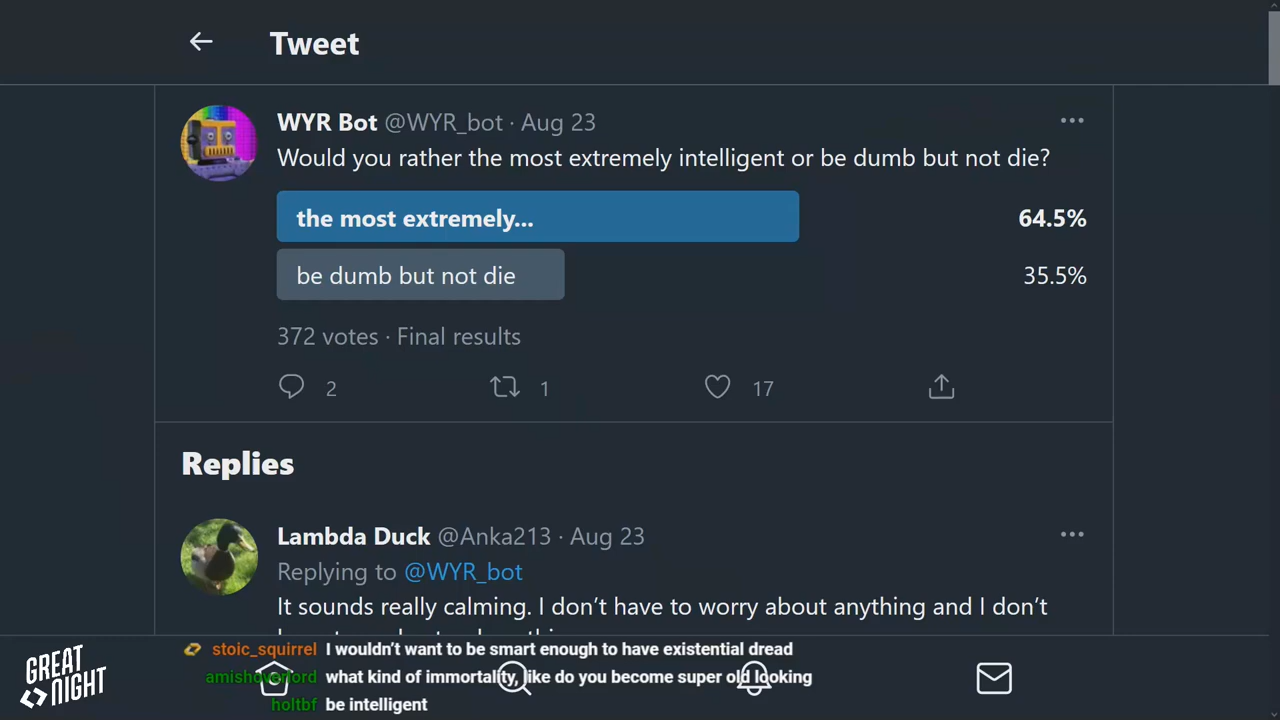 Tweet
WYR Bot @WYR_bot · Aug 23
Would you rather the most extremely intelligent or be dumb but not die?
the most extremely... 64.5%
be dumb but not die 35.5%
372 votes · Final results
2 1 17
Replies
Lambda Duck @Anka213 · Aug 23
Replying to @WYR_bot
It sounds really calming. I don’t have to worry about anything and I don’t
stoic_squirrel I wouldn't want to be smart enough to have existential dread
amishoverlord what kind of immortality, like do you become super old looking
holtbf be intelligent
GREAT
NIGHT